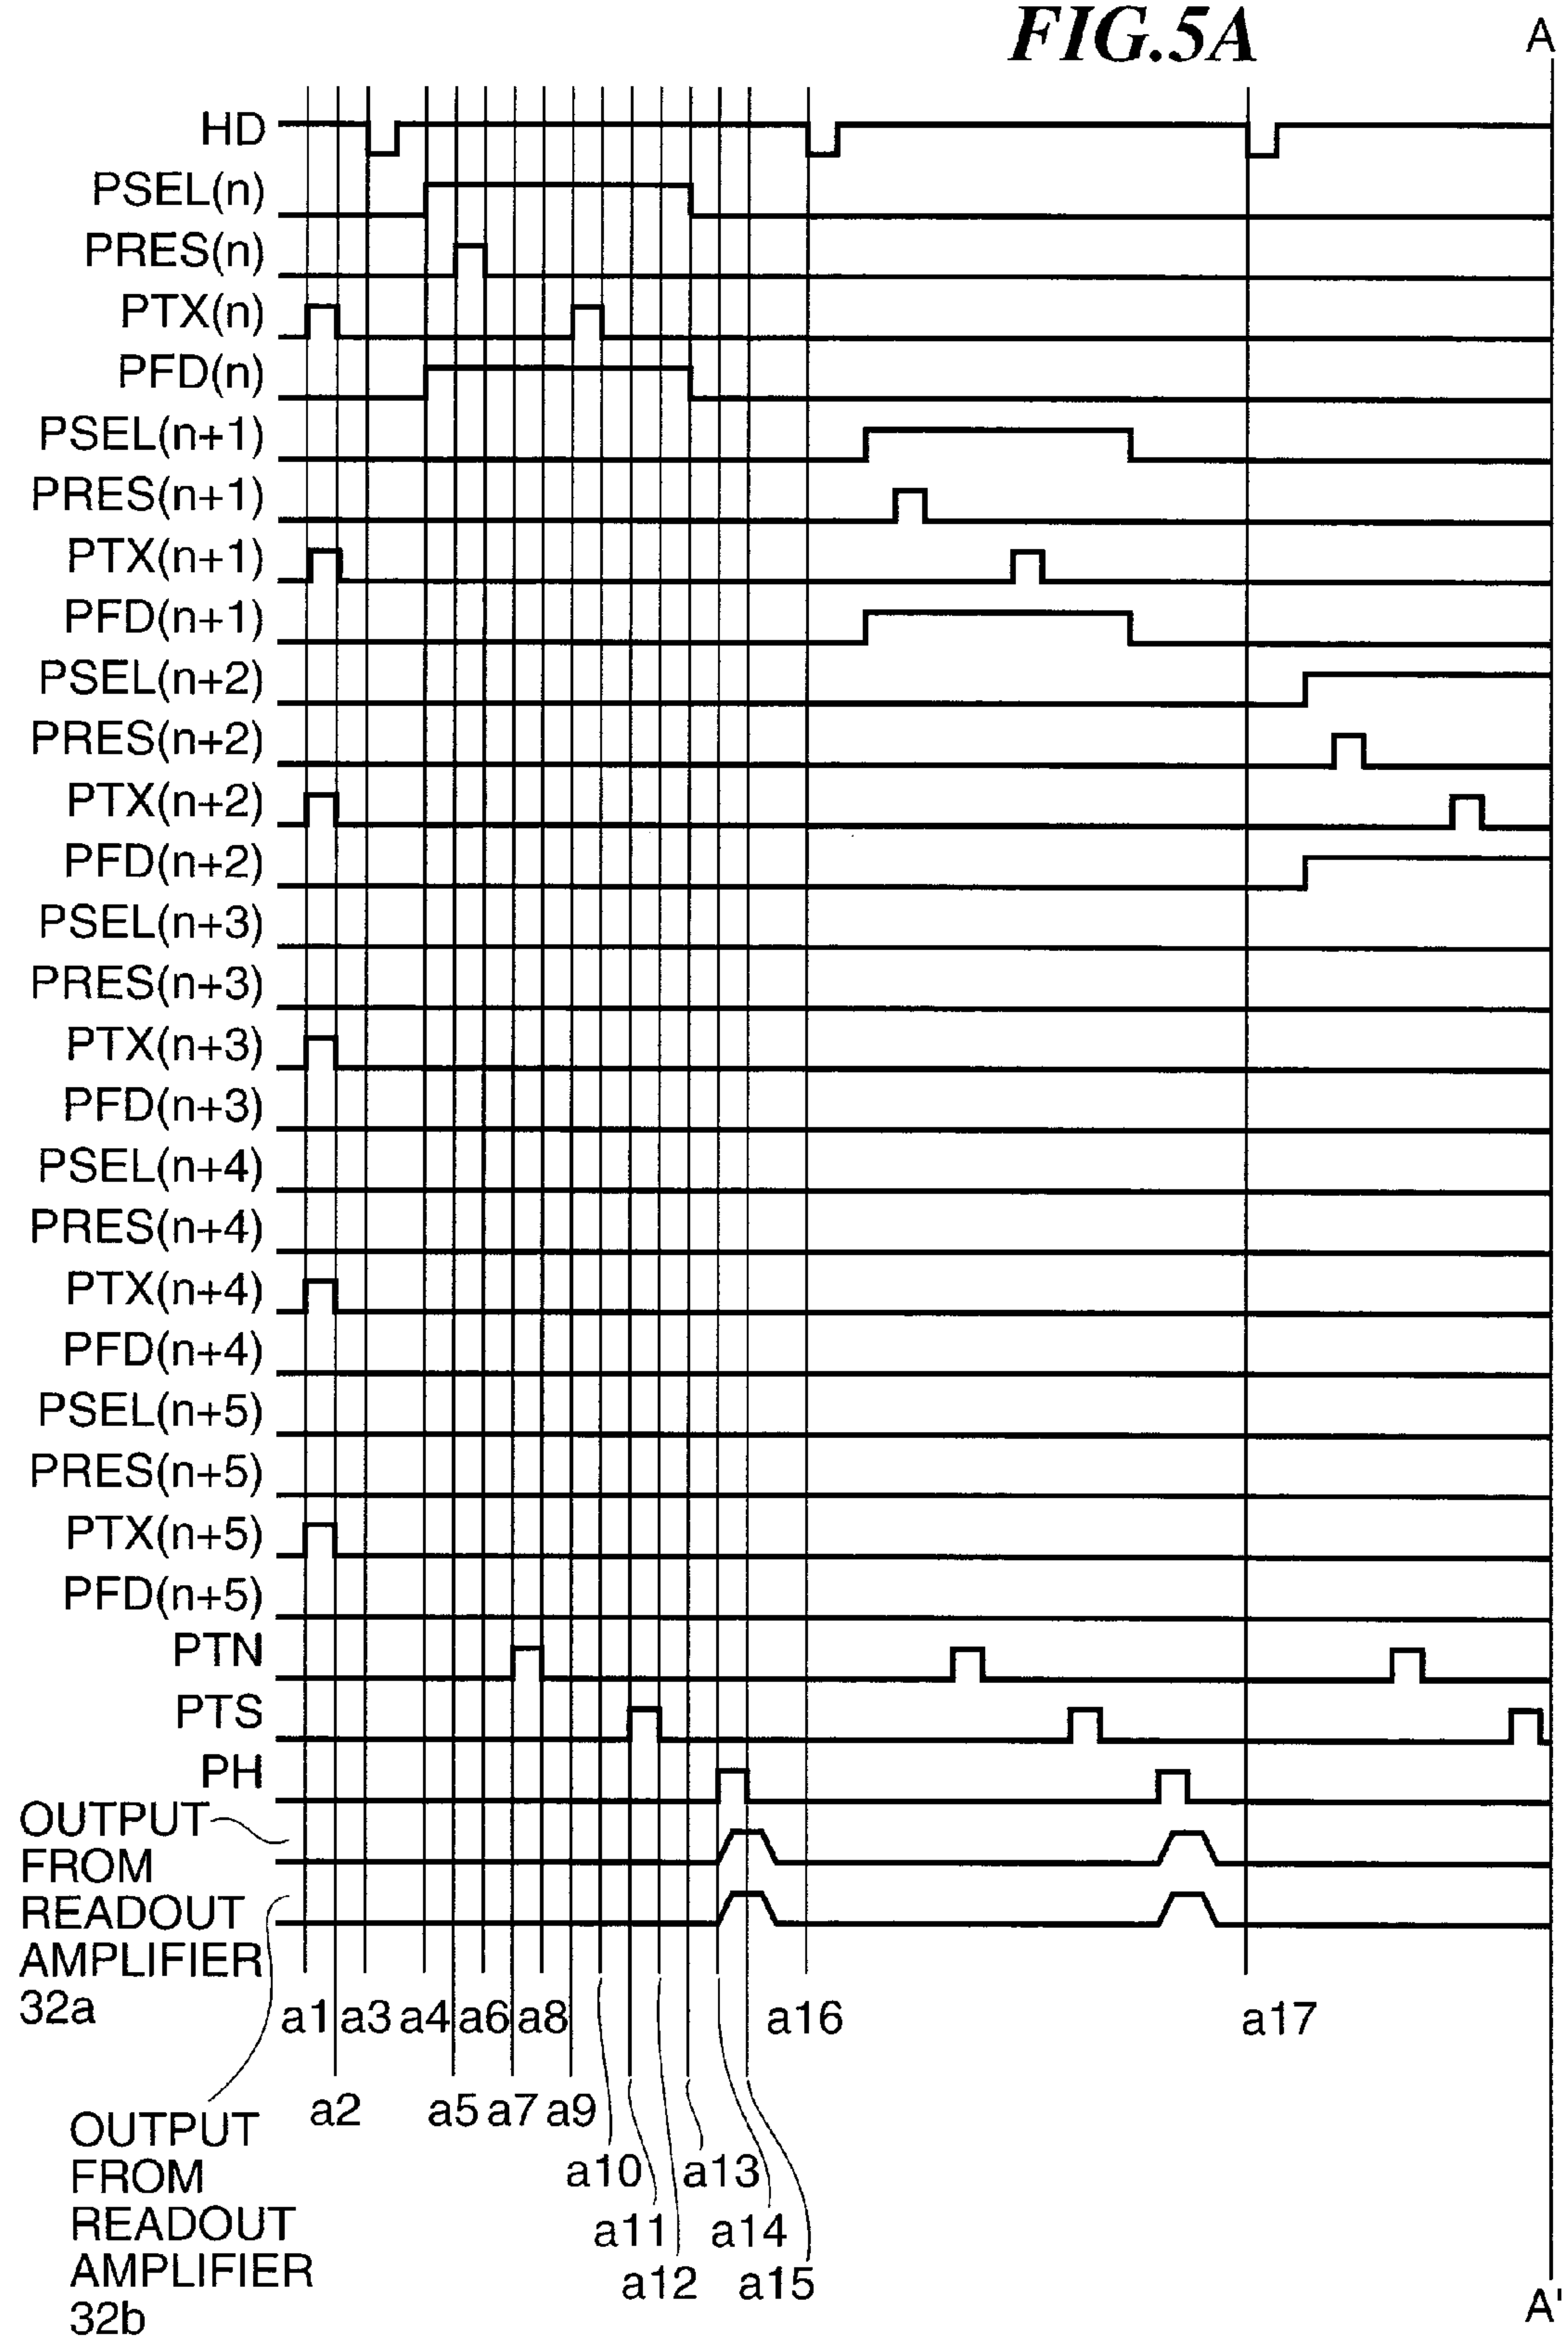 FIG.5A
A
HD
PSEL(n)
PRES(n)
PTX(n)
PFD(n)
PSEL(n+1)
PRES(n+1)
PTX(n+1)
PFD(n+1)
PSEL(n+2)
PRES(n+2)
PTX(n+2)
PFD(n+2)
PSEL(n+3)
PRES(n+3)
PTX(n+3)
PFD(n+3)
PSEL(n+4)
PRES(n+4)
PTX(n+4)
PFD(n+4)
PSEL(n+5)
PRES(n+5)
PTX(n+5)
PFD(n+5)
PTN
PTS
PH
OUTPUT
FROM
READOUT
AMPLIFIER
32a
a1 a3 a4 a6 a8 a16 a17
a2 a5 a7 a9
a10 a13
a11 a14
a12 a15
OUTPUT
FROM
READOUT
AMPLIFIER
32b
A'